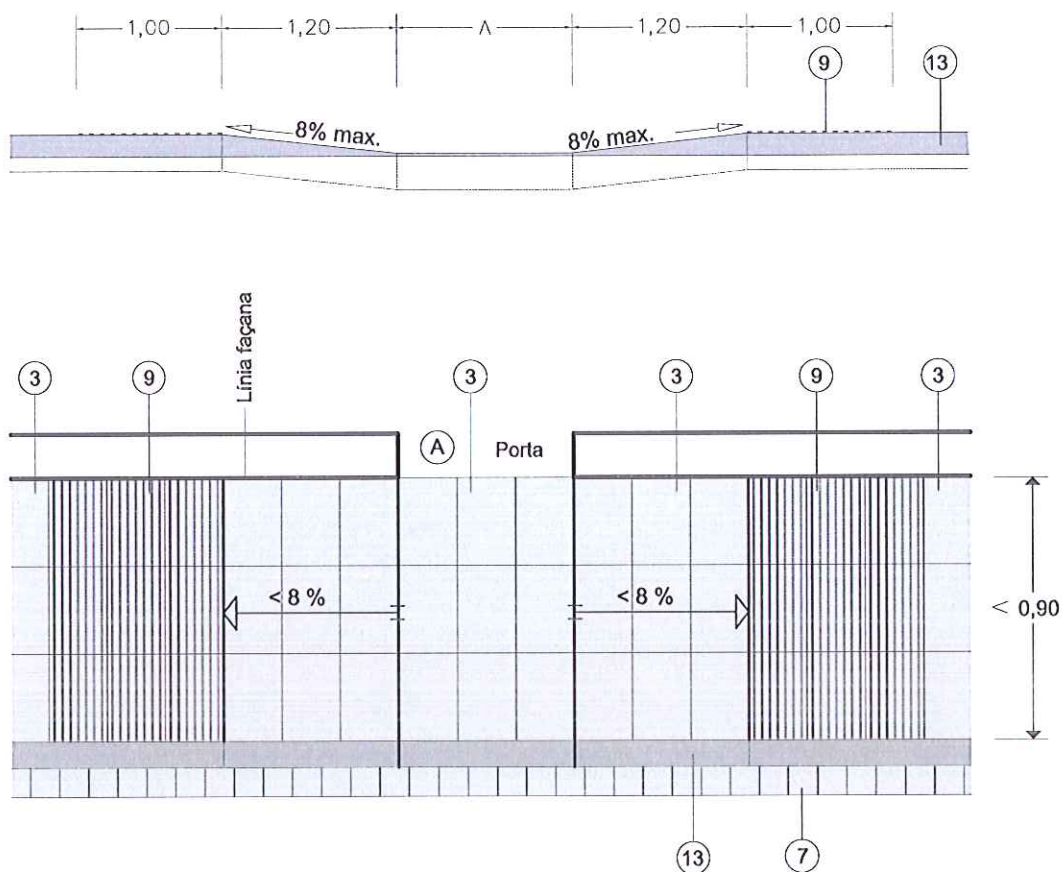 1,00 1,20 A 1,20 1,00
9 13
8% max. 8% max.
Línia façana
3 9 3 3 9 3
A Porta
< 8 % < 8 %
< 0,90
13 7